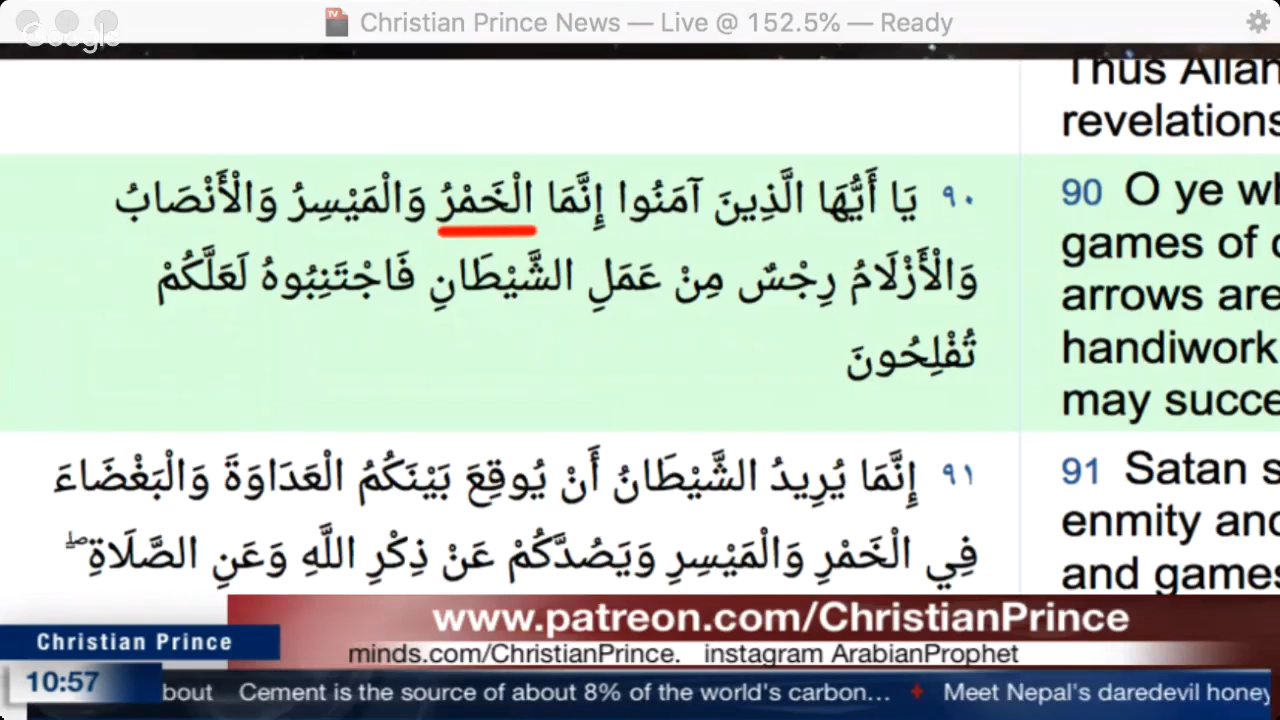 Christian Prince News — Live @ 152.5% — Ready
Google
Thus Allah
revelations
٩٠ يَا أَيُّهَا الَّذِينَ آمَنُوا إِنَّمَا الْخَمْرُ وَالْمَيْسِرُ وَالْأَنْصَابُ
وَالْأَزْلَامُ رِجْسٌ مِنْ عَمَلِ الشَّيْطَانِ فَاجْتَنِبُوهُ لَعَلَّكُمْ
تُفْلِحُونَ
90 O ye wh
games of c
arrows are
handiwork
may succe
٩١ إِنَّمَا يُرِيدُ الشَّيْطَانُ أَنْ يُوقِعَ بَيْنَكُمُ الْعَدَاوَةَ وَالْبَغْضَاءَ
فِي الْخَمْرِ وَالْمَيْسِرِ وَيَصُدَّكُمْ عَنْ ذِكْرِ اللَّهِ وَعَنِ الصَّلَاةِ ۖ
91 Satan s
enmity and
and games
www.patreon.com/ChristianPrince
Christian Prince
minds.com/ChristianPrince. instagram ArabianProphet
10:57
bout Cement is the source of about 8% of the world's carbon... Meet Nepal's daredevil honey